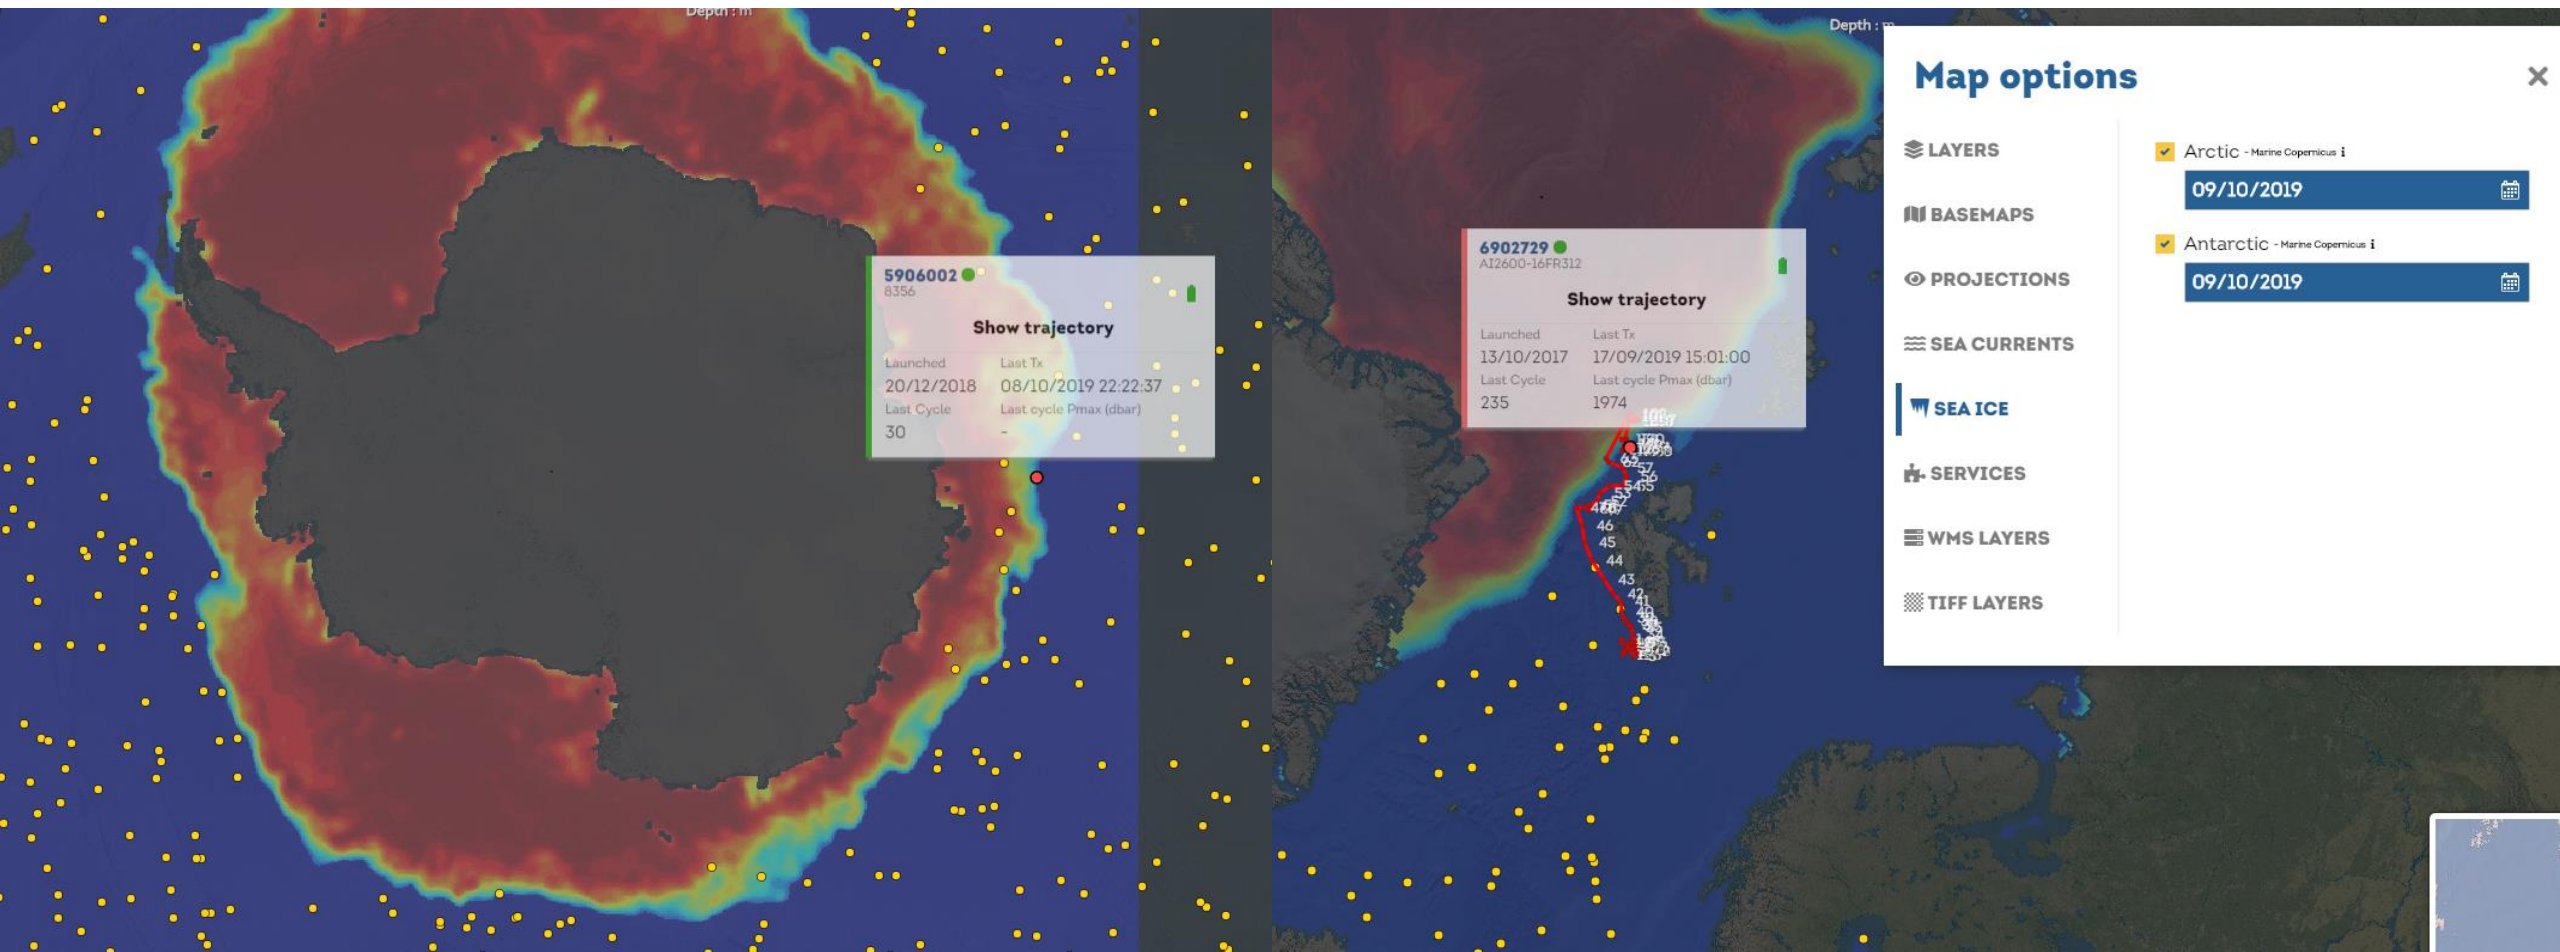 Depth : m
5906002
8356
Show trajectory
Launched Last Tx
20/12/2018 08/10/2019 22:22:37
Last Cycle Last cycle Pmax (dbar)
30 -
Depth : m
6902729
AI2600-16FR312
Show trajectory
Launched Last Tx
13/10/2017 17/09/2019 15:01:00
Last Cycle Last cycle Pmax (dbar)
235 1974
57
56
46
45
44
43
42
41
Map options
LAYERS
BASEMAPS
PROJECTIONS
SEA CURRENTS
SEA ICE
SERVICES
WMS LAYERS
TIFF LAYERS
Arctic - Marine Copernicus i
09/10/2019
Antarctic - Marine Copernicus i
09/10/2019